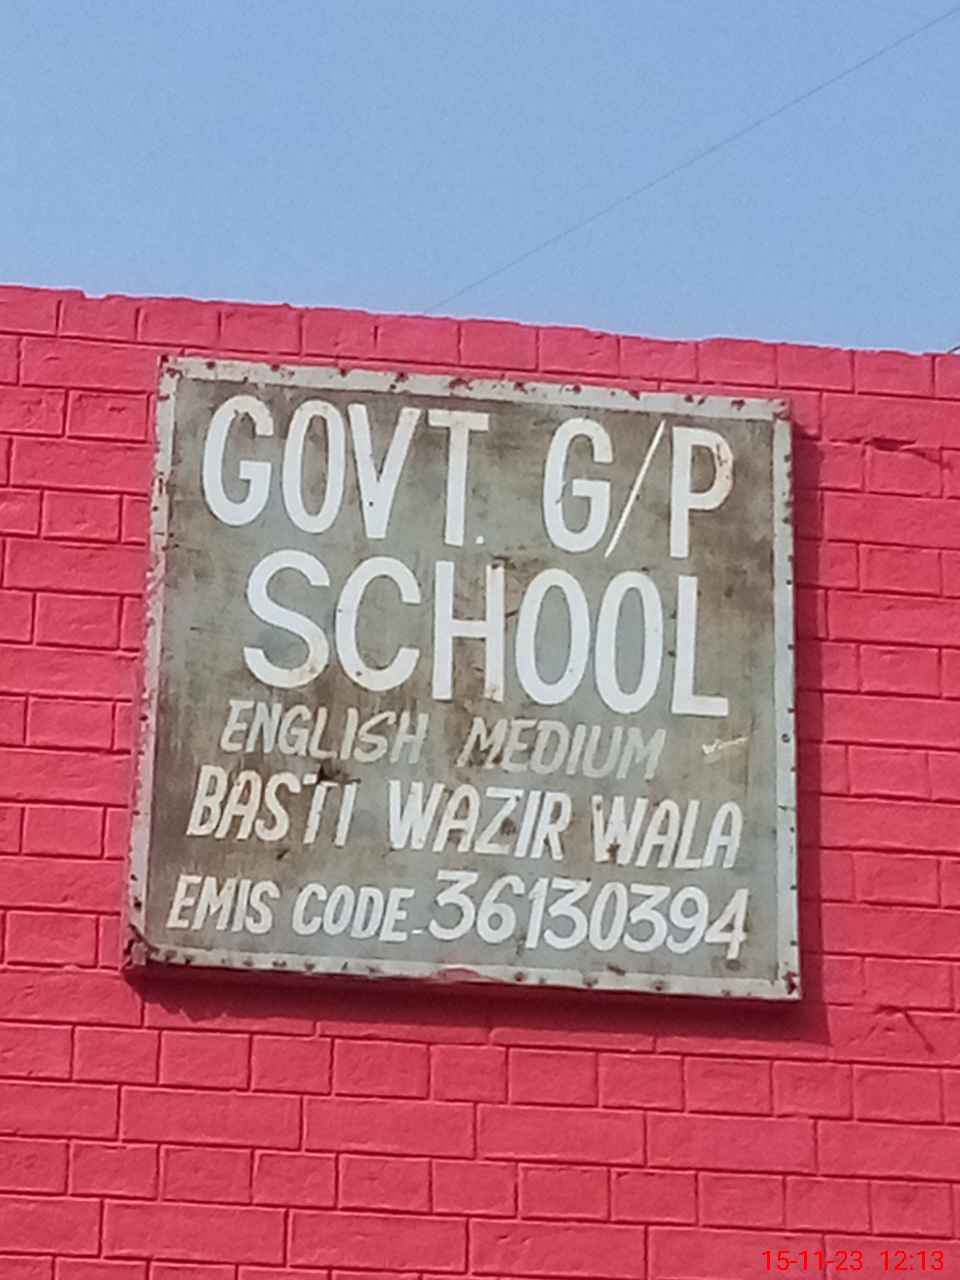 GOVT. G/P
SCHOOL
ENGLISH MEDIUM
BASTI WAZIR WALA
EMIS CODE-36130394
15-11-23 12:13